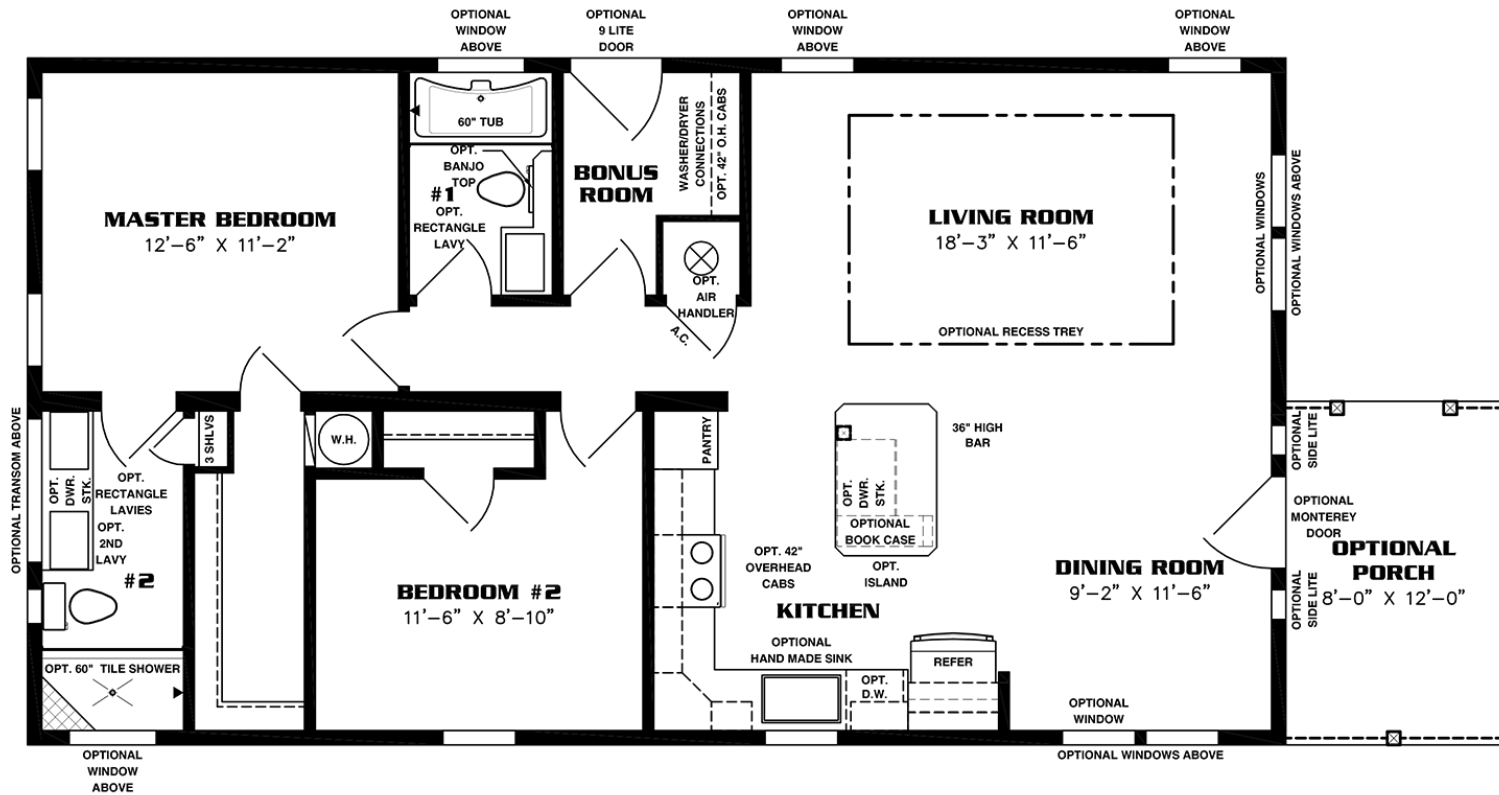 OPTIONAL
WINDOW
ABOVE
OPTIONAL
9 LITE
DOOR
OPTIONAL
WINDOW
ABOVE
OPTIONAL
WINDOW
ABOVE
MASTER BEDROOM
12'-6" X 11'-2"
60" TUB
OPT.
BANJO
TOP
#1
OPT.
RECTANGLE
LAVY
BONUS
ROOM
WASHER/DRYER
CONNECTIONS
OPT. 42" O.H. CABS
OPT.
AIR
HANDLER
A.C.
LIVING ROOM
18'-3" X 11'-6"
OPTIONAL RECESS TREY
OPTIONAL WINDOWS
OPTIONAL WINDOWS ABOVE
OPTIONAL TRANSOM ABOVE
OPT.
DWR.
STK.
OPT.
RECTANGLE
LAVIES
OPT.
2ND
LAVY
#2
OPT. 60" TILE SHOWER
3 SHLVS
W.H.
BEDROOM #2
11'-6" X 8'-10"
PANTRY
36" HIGH
BAR
OPT.
DWR.
STK.
OPTIONAL
BOOK CASE
OPT.
ISLAND
OPT. 42"
OVERHEAD
CABS
KITCHEN
OPTIONAL
HAND MADE SINK
OPT.
D.W.
REFER
DINING ROOM
9'-2" X 11'-6"
OPTIONAL
SIDE LITE
OPTIONAL
MONTEREY
DOOR
OPTIONAL
SIDE LITE
OPTIONAL
PORCH
8'-0" X 12'-0"
OPTIONAL
WINDOW
OPTIONAL WINDOWS ABOVE
OPTIONAL
WINDOW
ABOVE